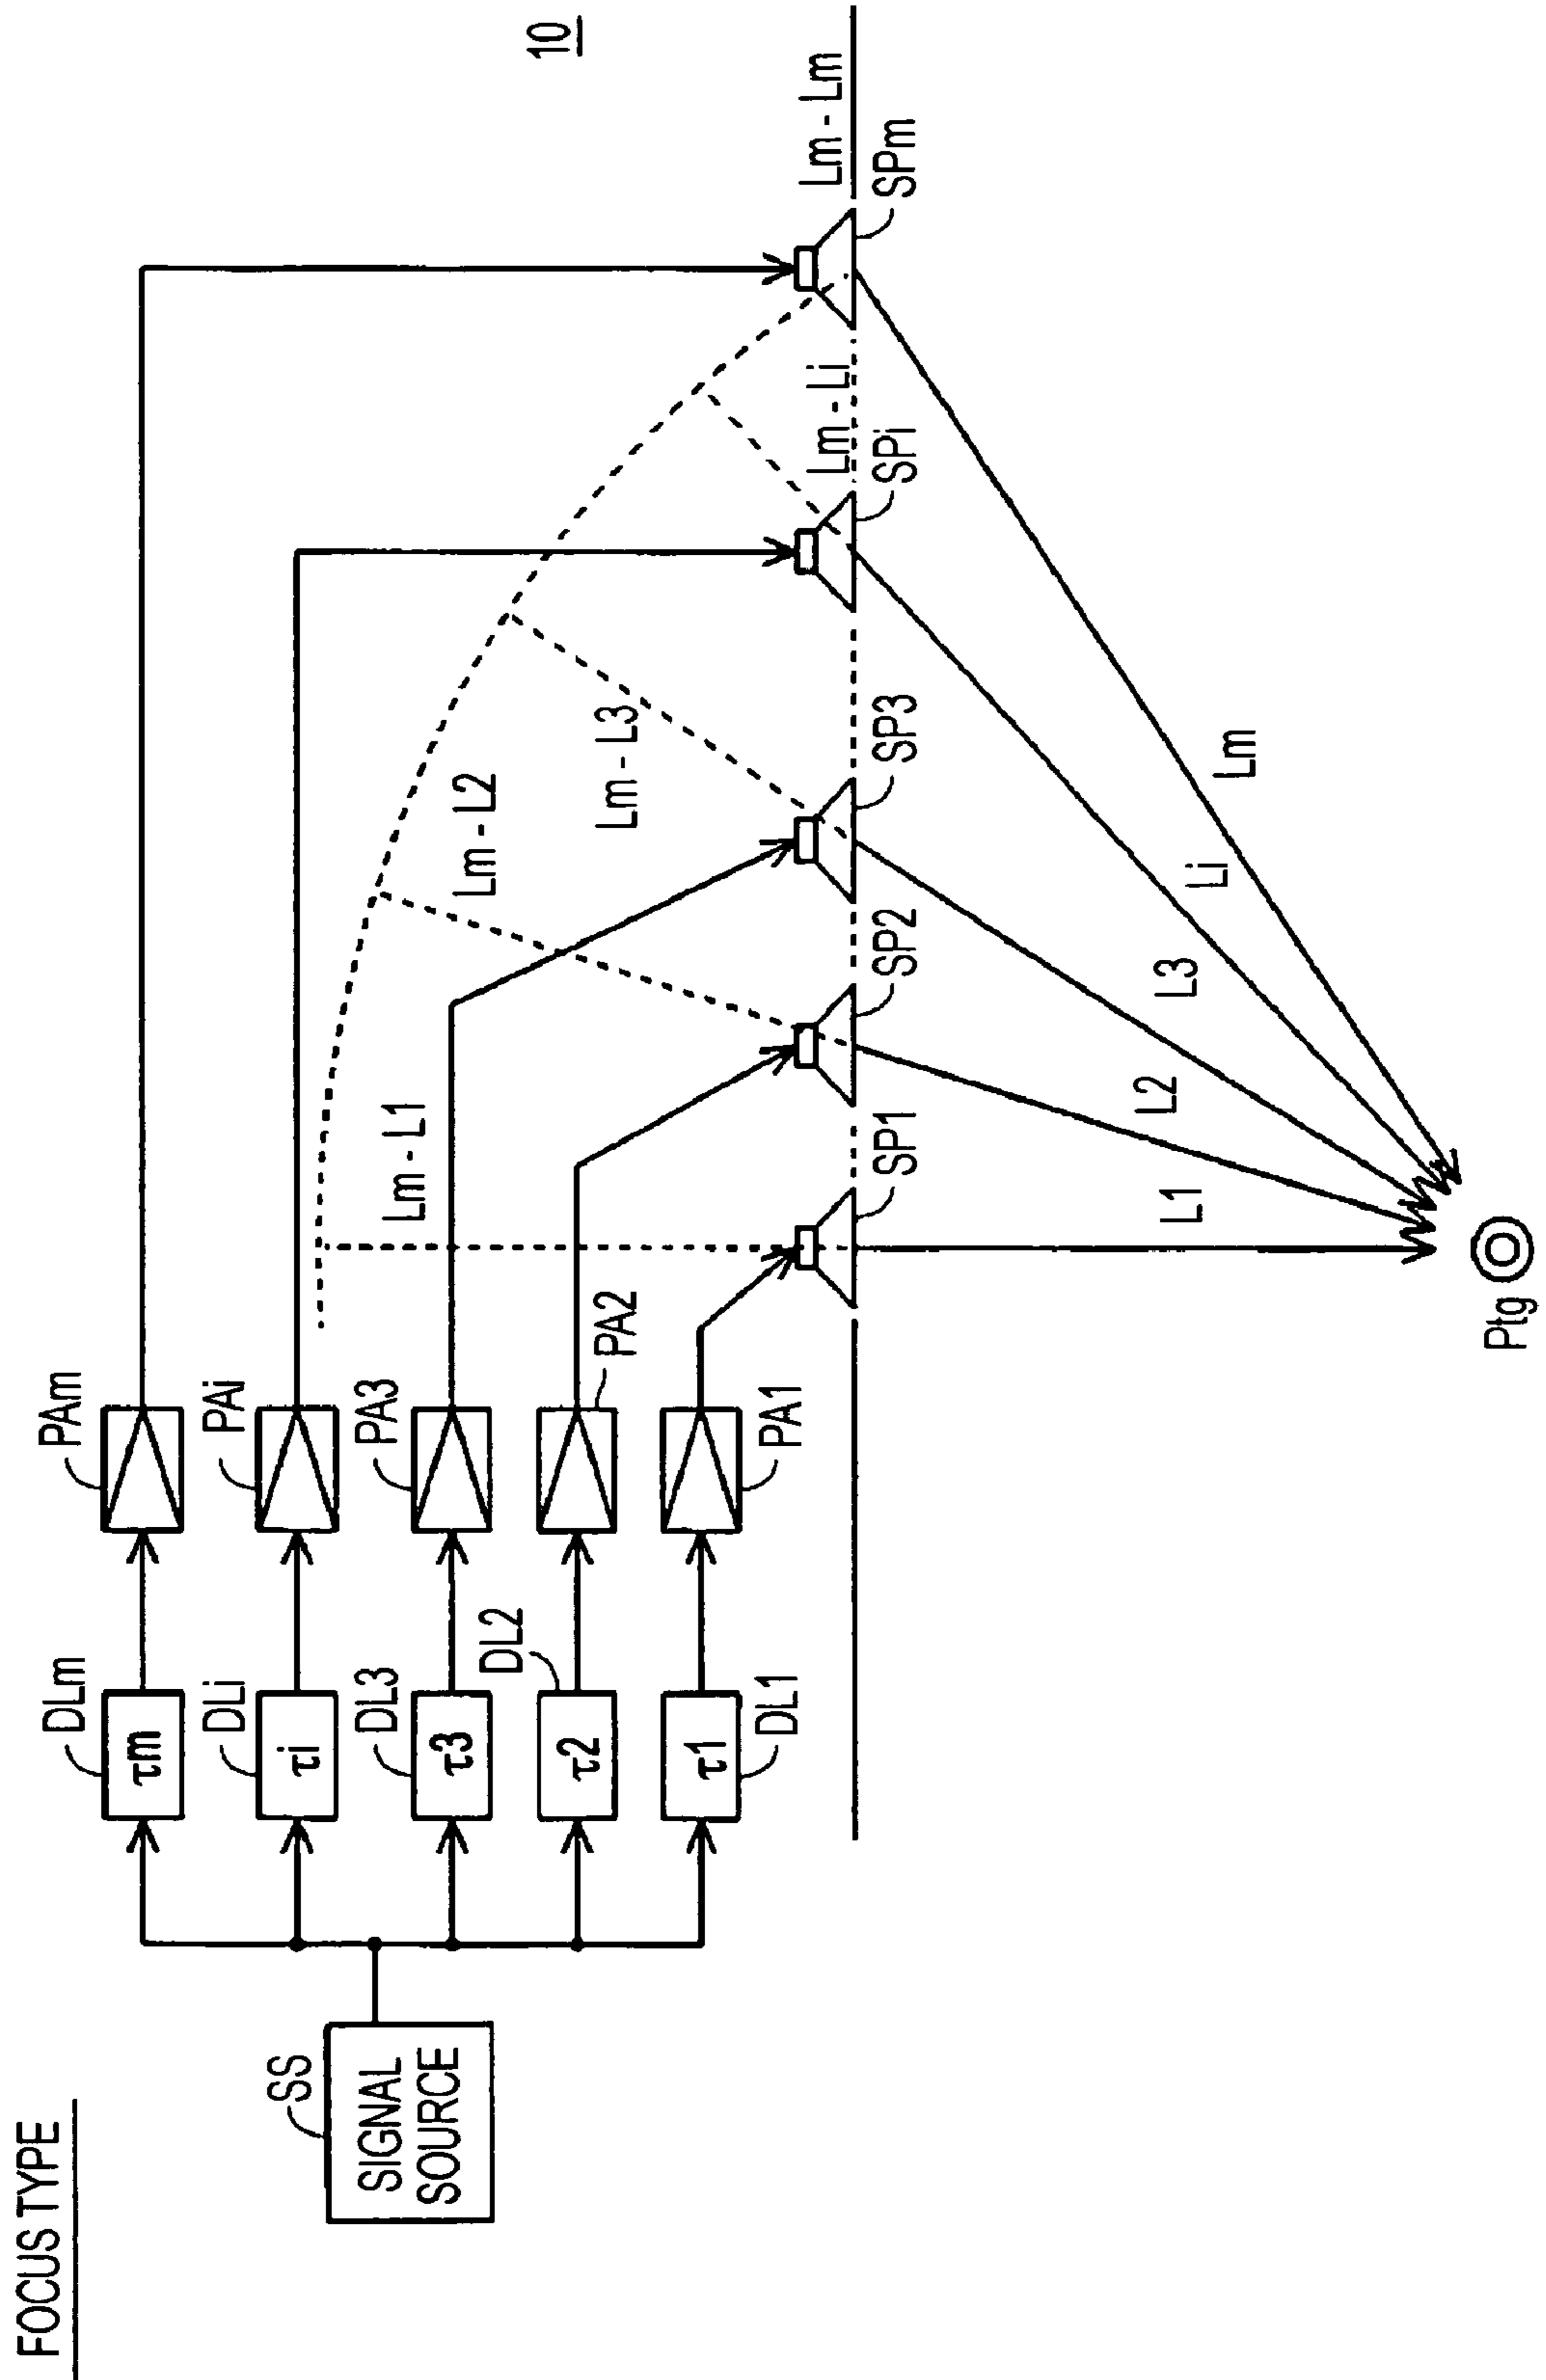 FOCUS TYPE
10
SS
SIGNAL
SOURCE
DLm
τm
PAm
DLi
τi
PAi
DL3
τ3
PA3
DL2
τ2
PA2
DL1
τ1
PA1
Lm - L1
Lm - L2
Lm - L3
Lm - Li
Lm - Lm
SP1
SP2
SP3
SPi
SPm
L1
L2
L3
Li
Lm
Ptg